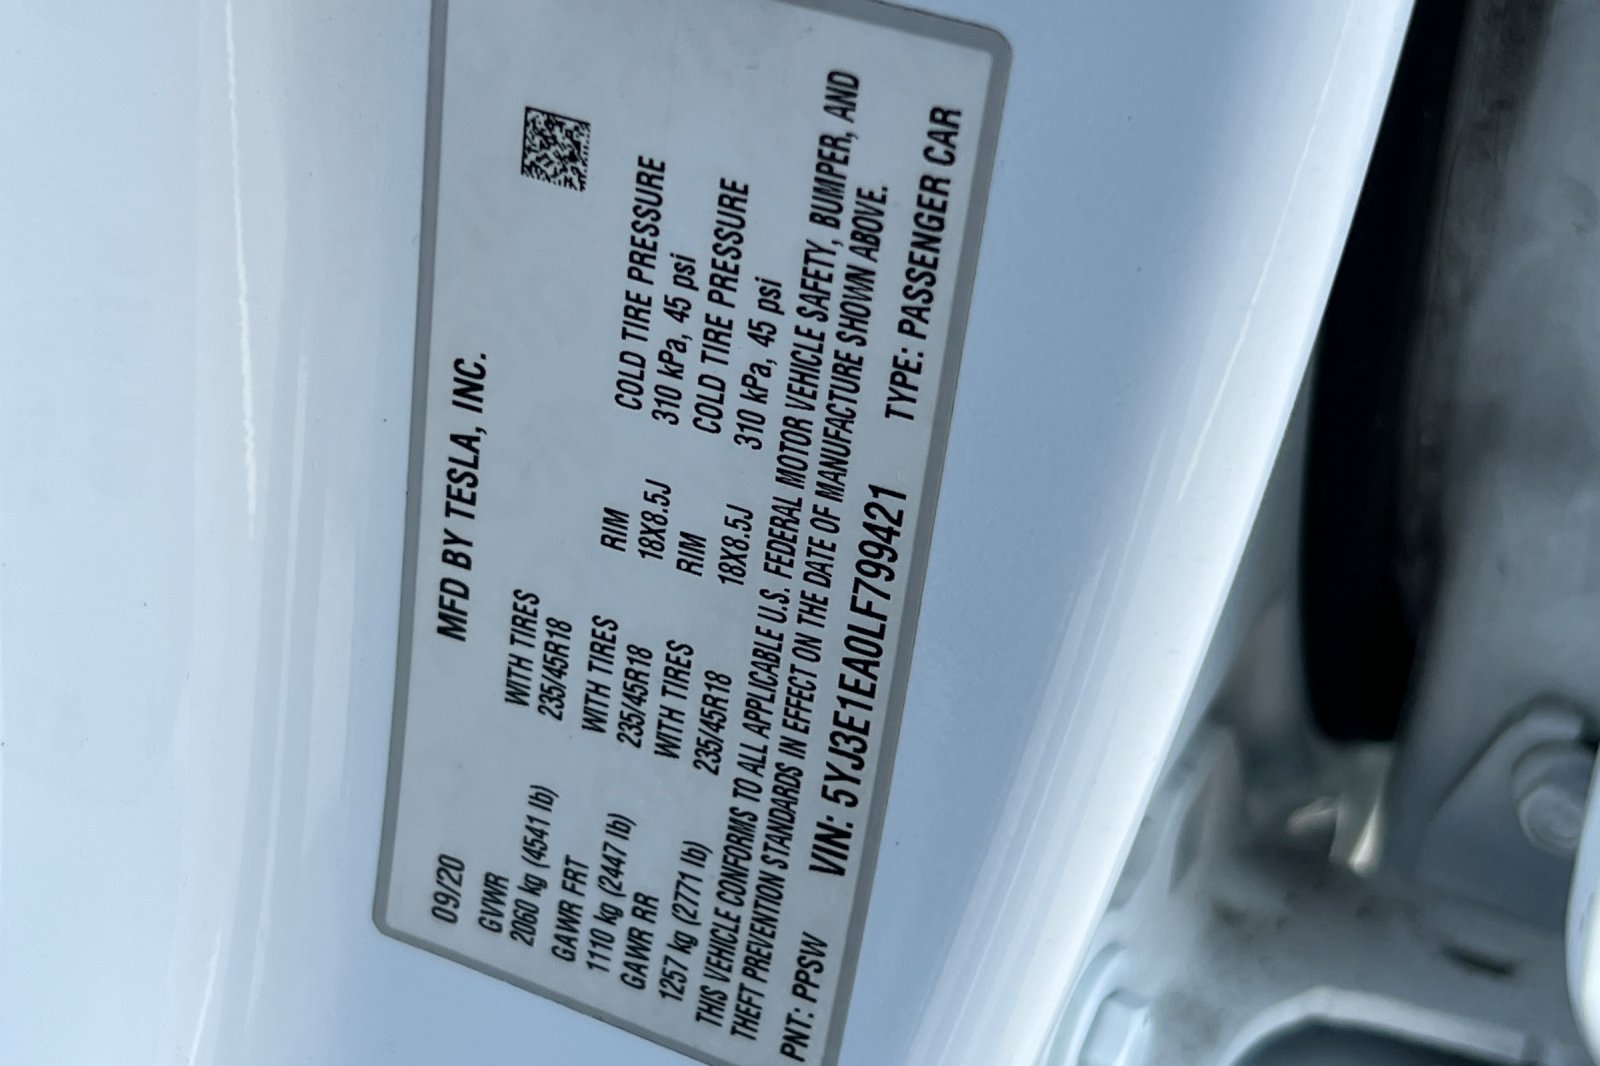 MFD BY TESLA, INC.
09/20
GVWR WITH TIRES
2060 kg (4541 lb) 235/45R18
GAWR FRT WITH TIRES RIM COLD TIRE PRESSURE
1110 kg (2447 lb) 235/45R18 18X8.5J 310 kPa, 45 psi
GAWR RR WITH TIRES RIM COLD TIRE PRESSURE
1257 kg (2771 lb) 235/45R18 18X8.5J 310 kPa, 45 psi
THIS VEHICLE CONFORMS TO ALL APPLICABLE U.S. FEDERAL MOTOR VEHICLE SAFETY, BUMPER, AND
THEFT PREVENTION STANDARDS IN EFFECT ON THE DATE OF MANUFACTURE SHOWN ABOVE.
PNT: PPSW VIN: 5YJ3E1EA0LF799421 TYPE: PASSENGER CAR